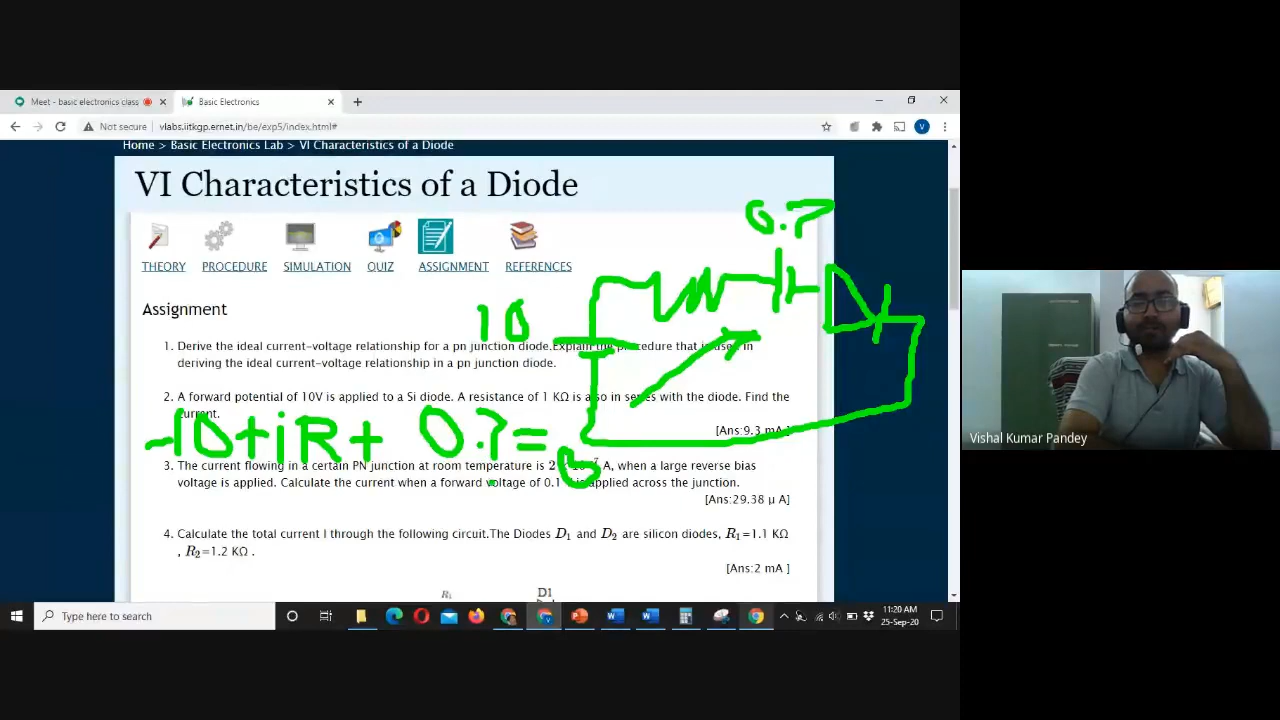 Meet - basic electronics class
Basic Electronics
Not secure | vlabs.iitkgp.ernet.in/be/exp5/index.html#
V
Home > Basic Electronics Lab > VI Characteristics of a Diode
VI Characteristics of a Diode
THEORY PROCEDURE SIMULATION QUIZ ASSIGNMENT REFERENCES
0.7
10
Assignment
1. Derive the ideal current-voltage relationship for a pn junction diode.Explain the procedure that is used in
deriving the ideal current-voltage relationship in a pn junction diode.
2. A forward potential of 10V is applied to a Si diode. A resistance of 1 KΩ is also in series with the diode. Find the
current.
[Ans:9.3 mA ]
-10+iR+ 0.7=0
3. The current flowing in a certain PN junction at room temperature is 2 -7 A, when a large reverse bias
voltage is applied. Calculate the current when a forward voltage of 0.1 is applied across the junction.
[Ans:29.38 μ A]
4. Calculate the total current I through the following circuit.The Diodes D1 and D2 are silicon diodes, R1=1.1 KΩ
, R2=1.2 KΩ .
[Ans:2 mA ]
R1 D1
Vishal Kumar Pandey
Type here to search
11:20 AM
25-Sep-20